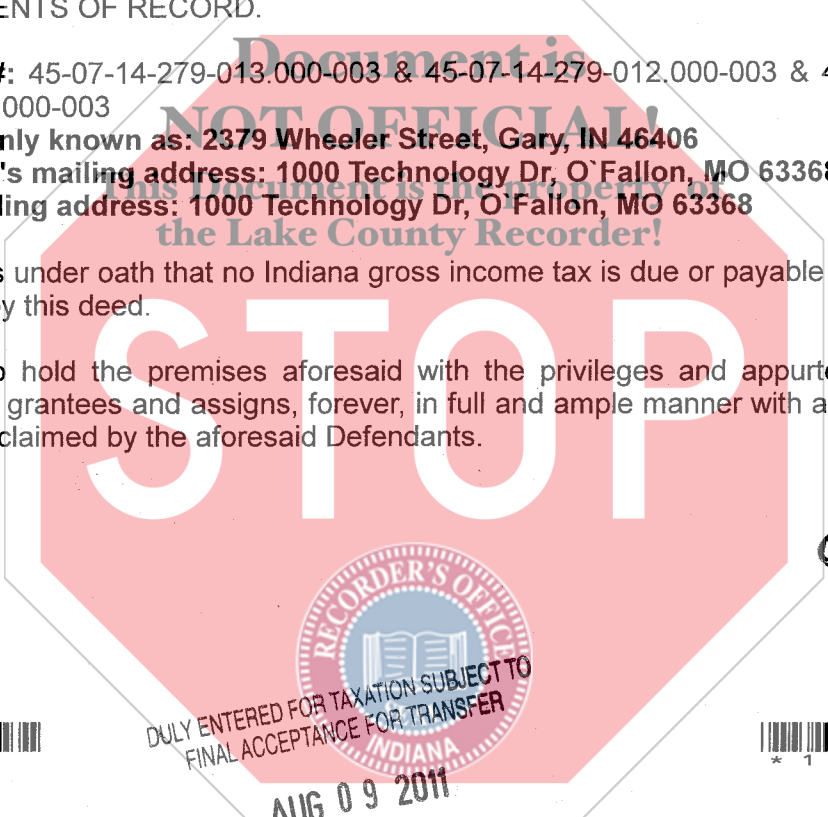 ENTS OF RECORD.
Document is
#: 45-07-14-279-013.000-003 & 45-07-14-279-012.000-003 & 4
000-003
NOT OFFICIAL!
nly known as: 2379 Wheeler Street, Gary, IN 46406
's mailing address: 1000 Technology Dr, O`Fallon, MO 63368
This Document is the property of
ling address: 1000 Technology Dr, O`Fallon, MO 63368
the Lake County Recorder!
s under oath that no Indiana gross income tax is due or payable
y this deed.
o hold the premises aforesaid with the privileges and appurte
grantees and assigns, forever, in full and ample manner with a
claimed by the aforesaid Defendants.
STOP
RECORDER'S OFFICE
DULY ENTERED FOR TAXATION SUBJECT TO
FINAL ACCEPTANCE FOR TRANSFER
INDIANA
* 1
AUG 09 2011